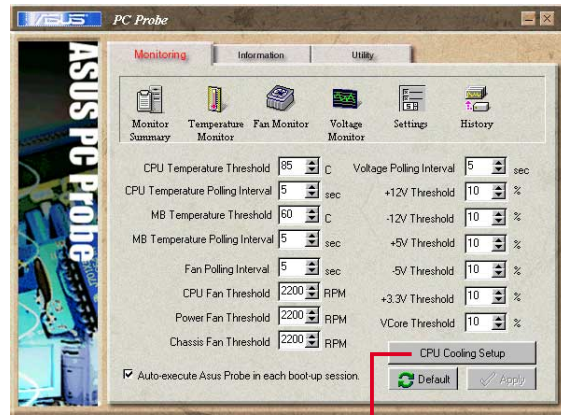 ASUS PC Probe
Monitoring Information Utility
Monitor Summary
Temperature Monitor
Fan Monitor
Voltage Monitor
Settings
History
CPU Temperature Threshold 85 C
CPU Temperature Polling Interval 5 sec
MB Temperature Threshold 60 C
MB Temperature Polling Interval 5 sec
Fan Polling Interval 5 sec
CPU Fan Threshold 2200 RPM
Power Fan Threshold 2200 RPM
Chassis Fan Threshold 2200 RPM
Voltage Polling Interval 5 sec
+12V Threshold 10 %
-12V Threshold 10 %
+5V Threshold 10 %
-5V Threshold 10 %
+3.3V Threshold 10 %
VCore Threshold 10 %
CPU Cooling Setup
Auto-execute Asus Probe in each boot-up session.
Default Apply
ASUS PC Probe